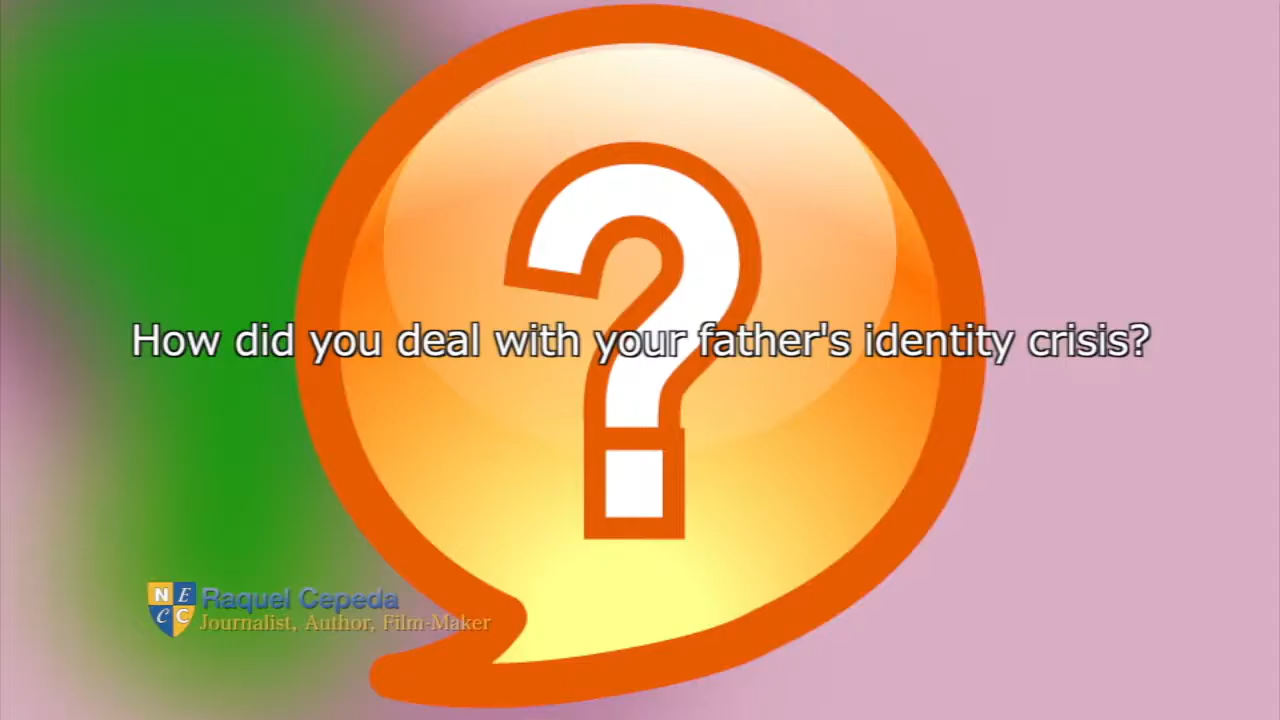 ?
How did you deal with your father's identity crisis?
N E
C C
Raquel Cepeda
Journalist, Author, Film-Maker